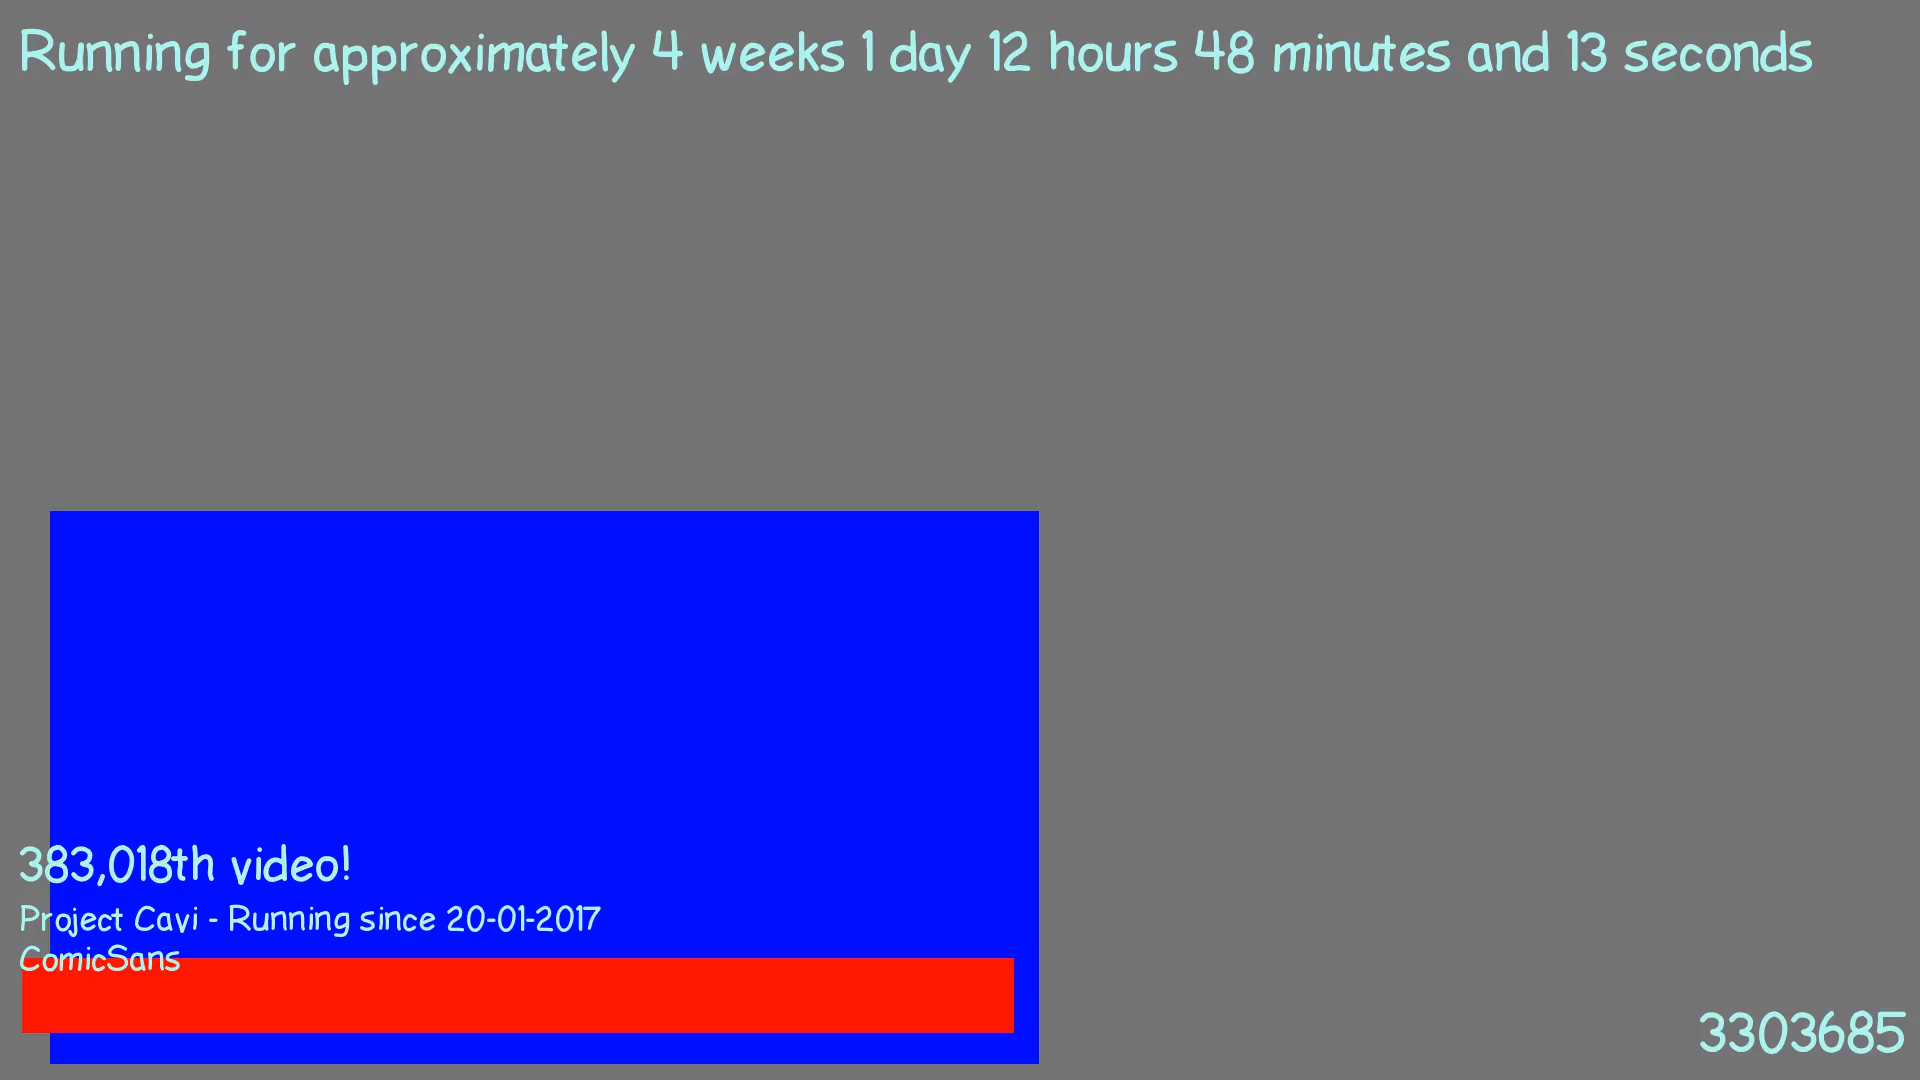 Running for approximately 4 weeks 1 day 12 hours 48 minutes and 13 seconds
383,018th video!
Project Cavi - Running since 20-01-2017
ComicSans
3303685